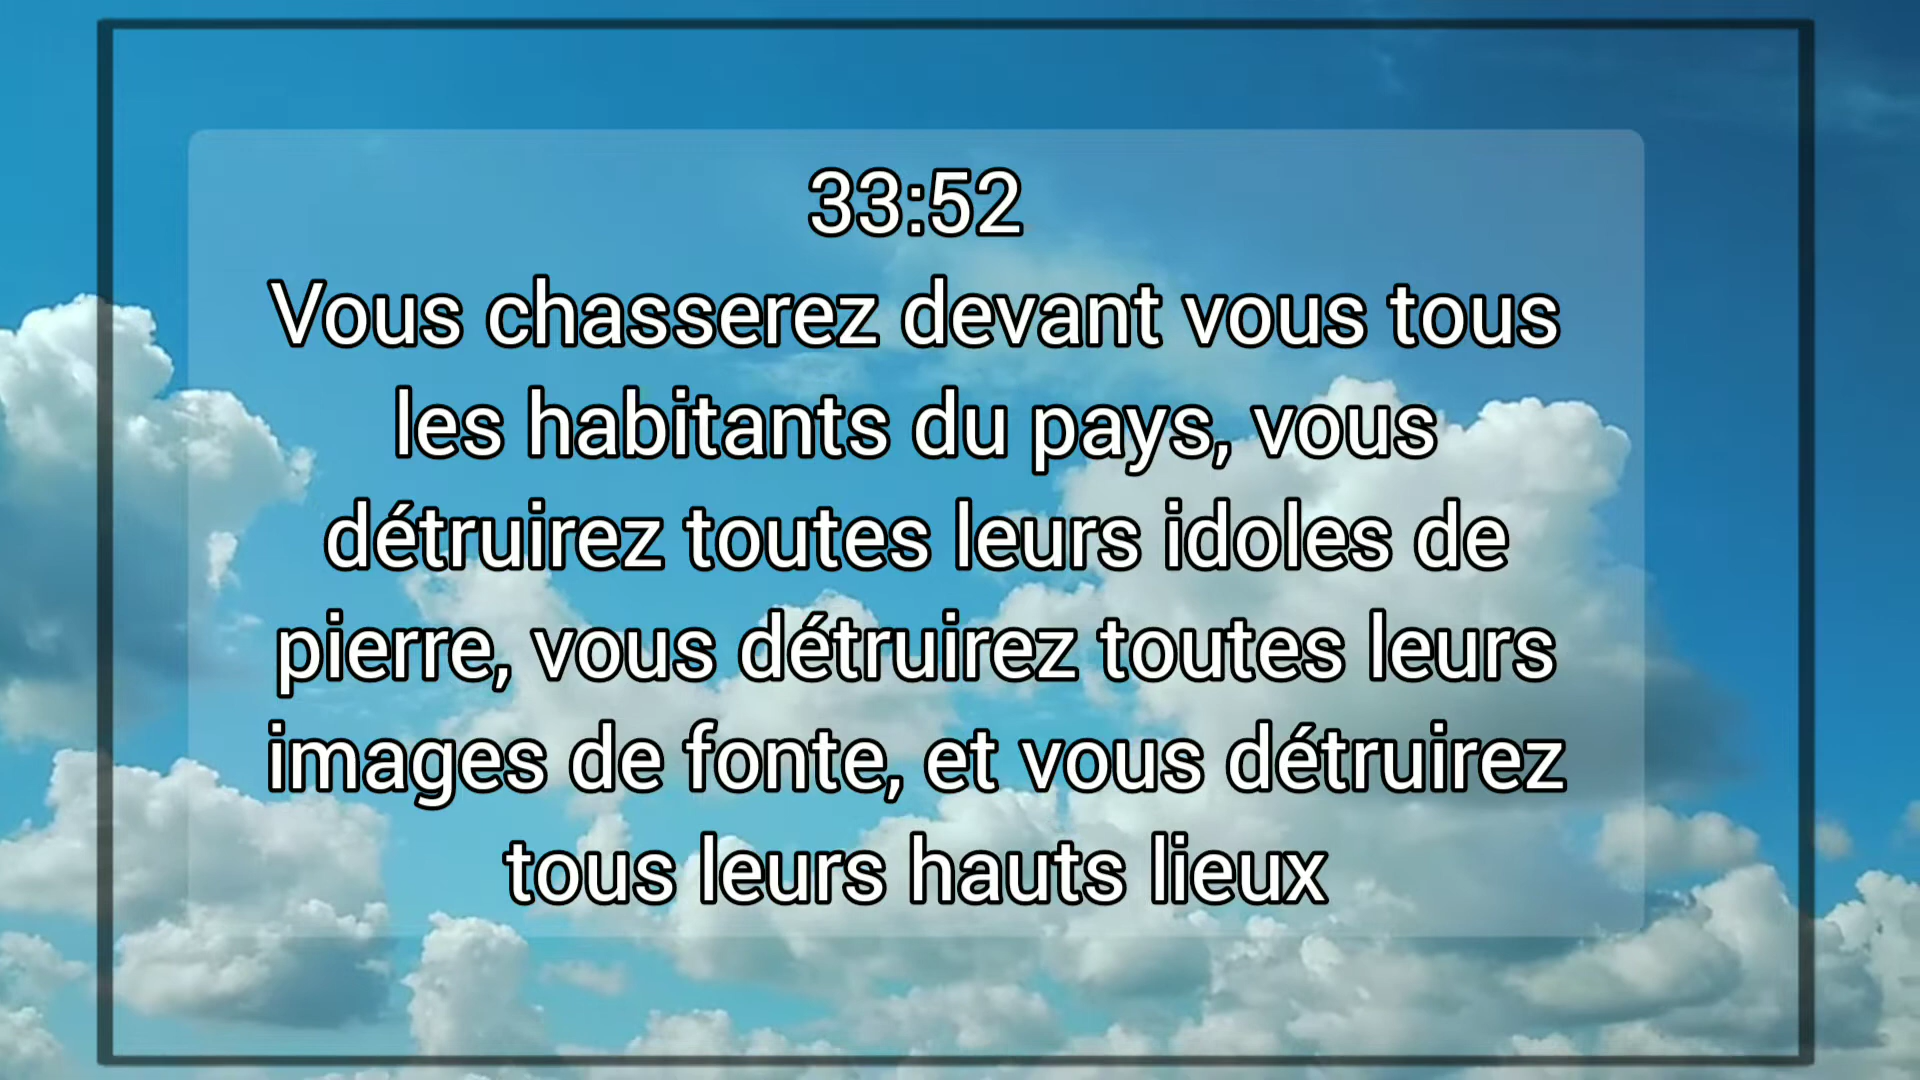 33:52
Vous chasserez devant vous tous
les habitants du pays, vous
détruirez toutes leurs idoles de
pierre, vous détruirez toutes leurs
images de fonte, et vous détruirez
tous leurs hauts lieux